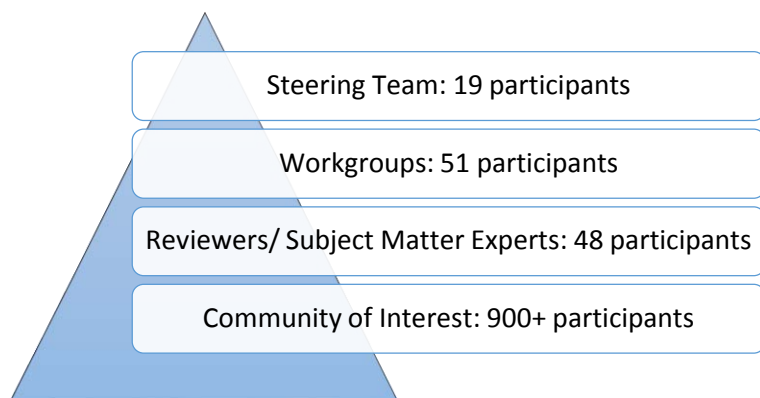 Steering Team: 19 participants
Workgroups: 51 participants
Reviewers/ Subject Matter Experts: 48 participants
Community of Interest: 900+ participants